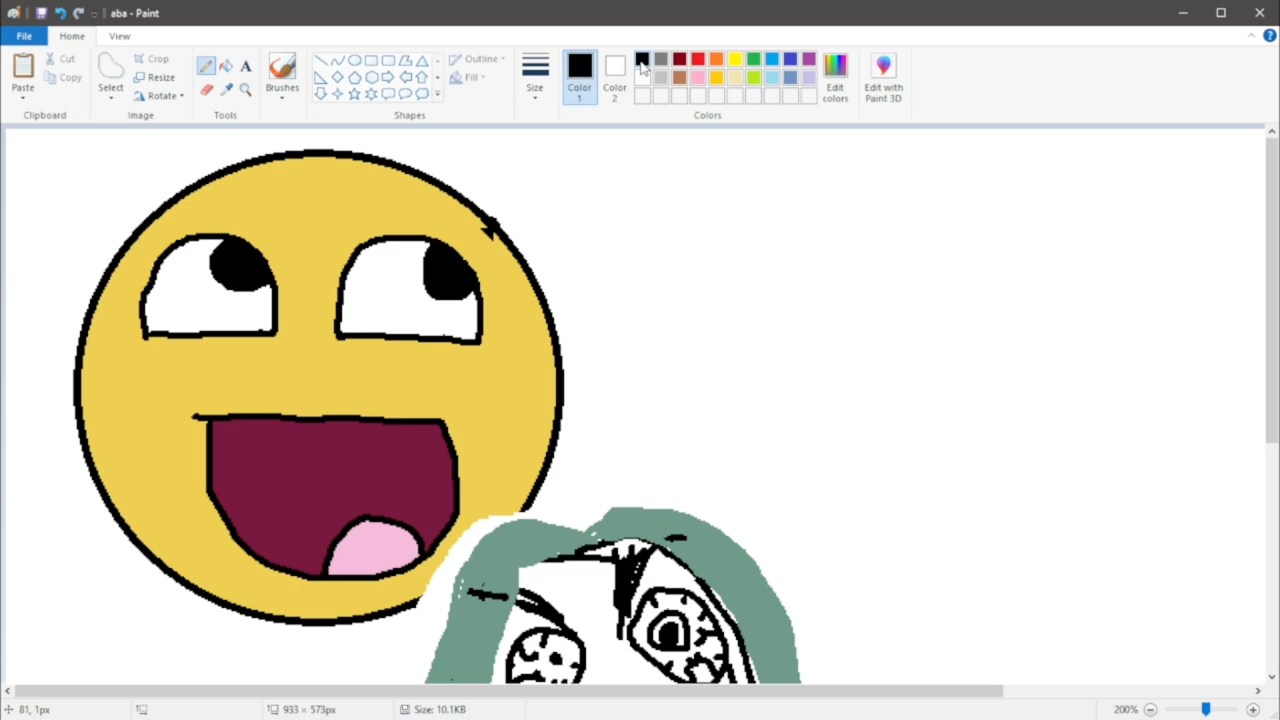 aba - Paint
File Home View
Paste
Cut
Copy
Clipboard
Select
Crop
Resize
Rotate
Image
Tools
Brushes
Shapes
Outline
Fill
Size
Color 1
Color 2
Colors
Edit colors
Edit with Paint 3D
81, 1px
933 × 573px
Size: 10.1KB
200%